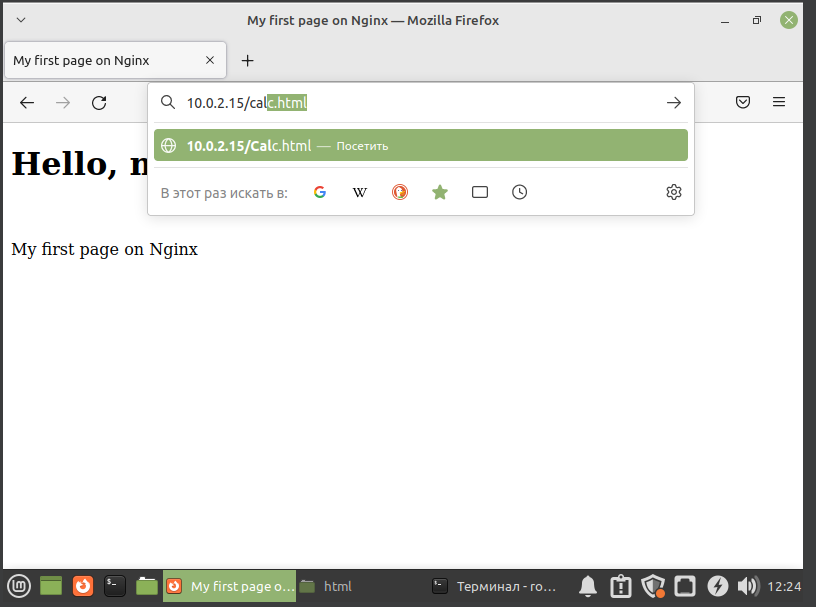 My first page on Nginx — Mozilla Firefox
My first page on Nginx
10.0.2.15/calc.html
10.0.2.15/Calc.html — Посетить
В этот раз искать в:
G
W
Hello, n
My first page on Nginx
My first page o...
html
Терминал - ro...
12:24